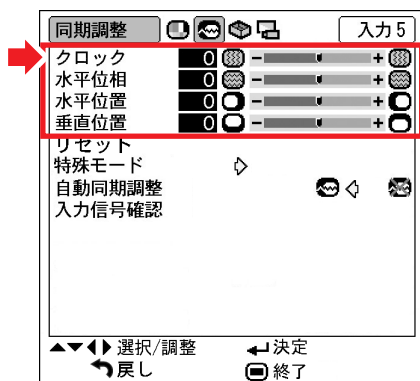 同期調整 入力5
クロック 0 - +
水平位相 0 - +
水平位置 0 - +
垂直位置 0 - +
リセット
特殊モード
自動同期調整
入力信号確認
選択/調整 決定
戻し 終了